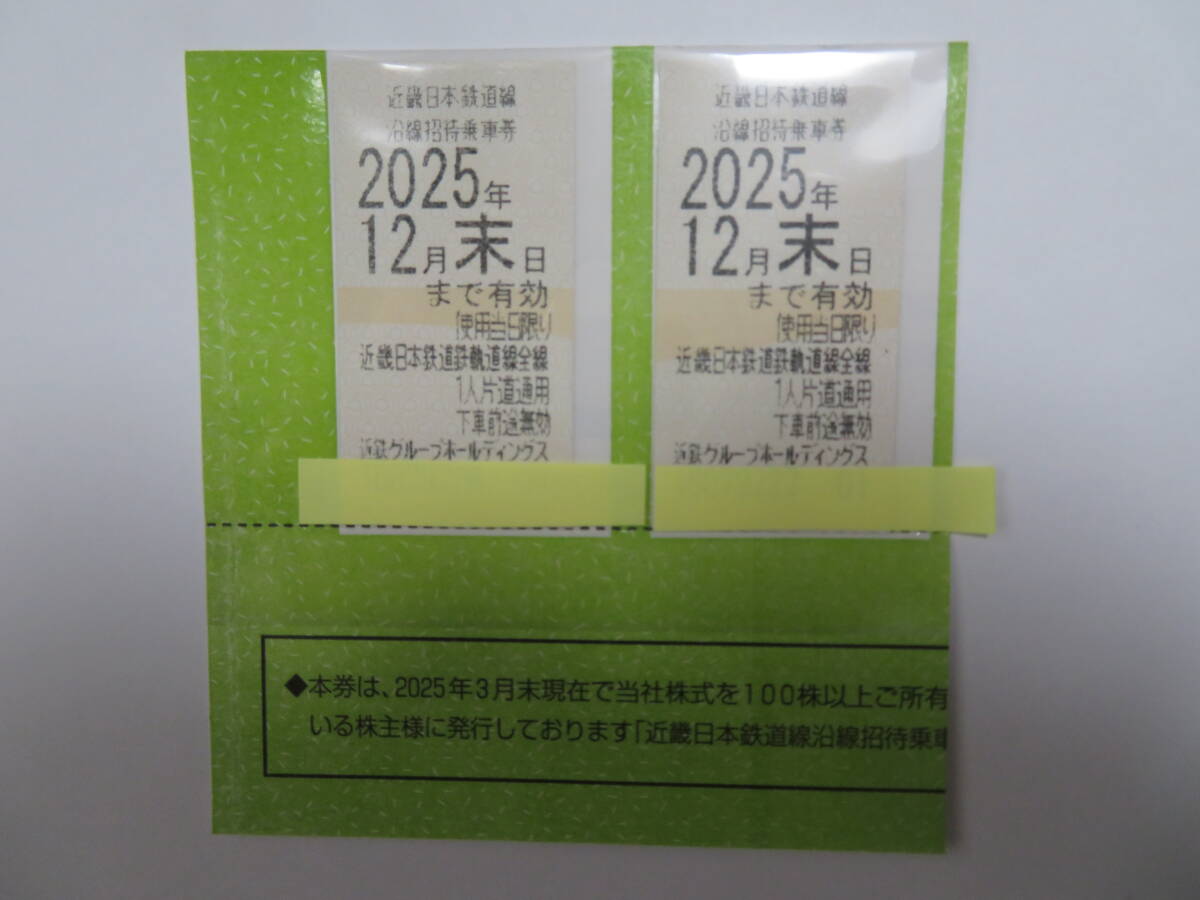 近畿日本鉄道線
沿線招待乗車券
2025年
12月末日
まで有効
使用当日限り
近畿日本鉄道鉄軌道線全線
1人片道通用
下車前途無効
近鉄グループホールディングス
近畿日本鉄道線
沿線招待乗車券
2025年
12月末日
まで有効
使用当日限り
近畿日本鉄道鉄軌道線全線
1人片道通用
下車前途無効
近鉄グループホールディングス
◆本券は、2025年3月末現在で当社株式を100株以上ご所有
いる株主様に発行しております「近畿日本鉄道線沿線招待乗車